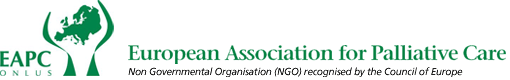 EAPC
ONLUS
European Association for Palliative Care
Non Governmental Organisation (NGO) recognised by the Council of Europe